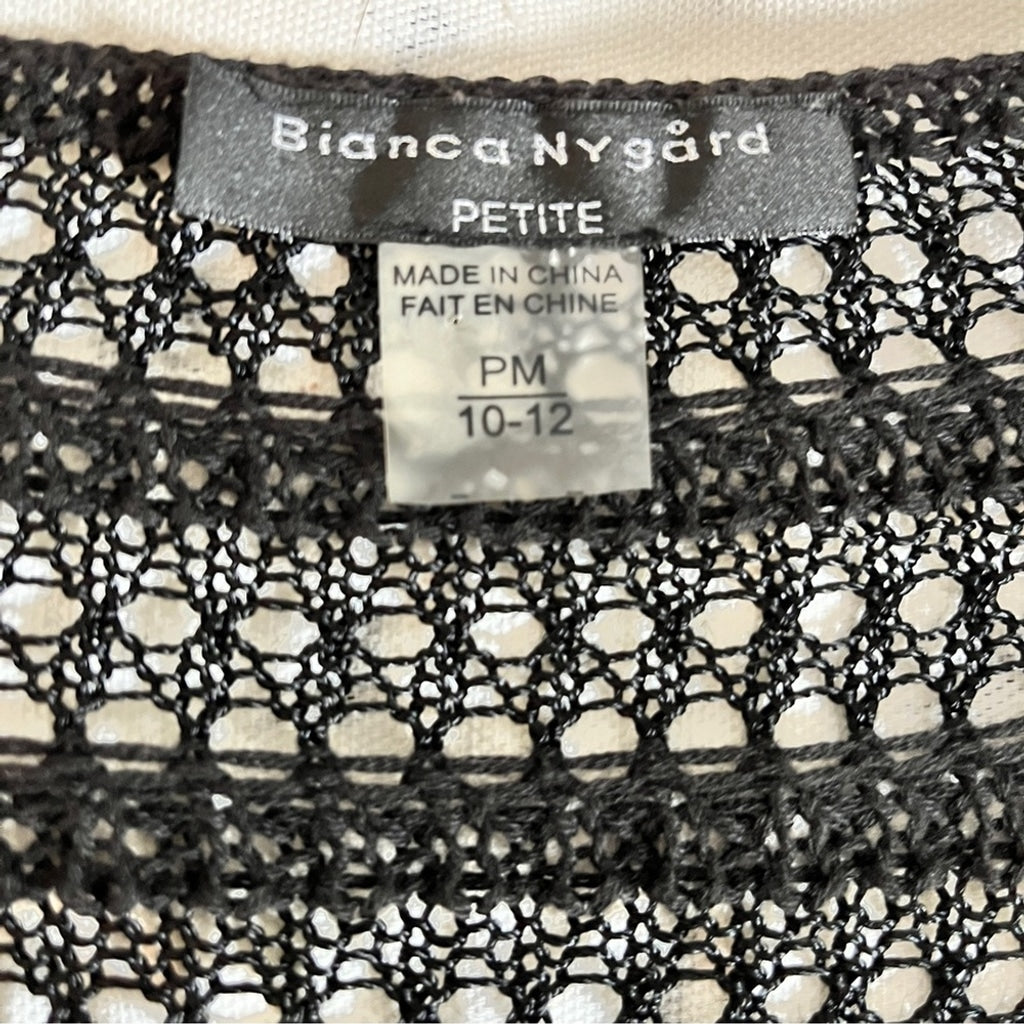 Bianca NYgård
PETITE
MADE IN CHINA
FAIT EN CHINE
PM
10-12